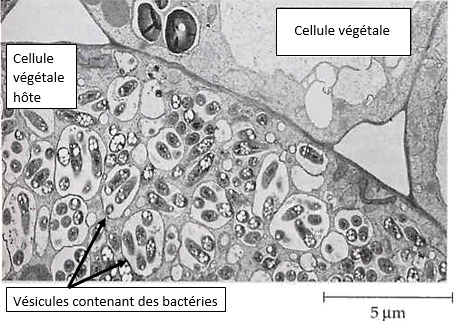 Cellule végétale
Cellule
végétale
hôte
Vésicules contenant des bactéries
5 µm